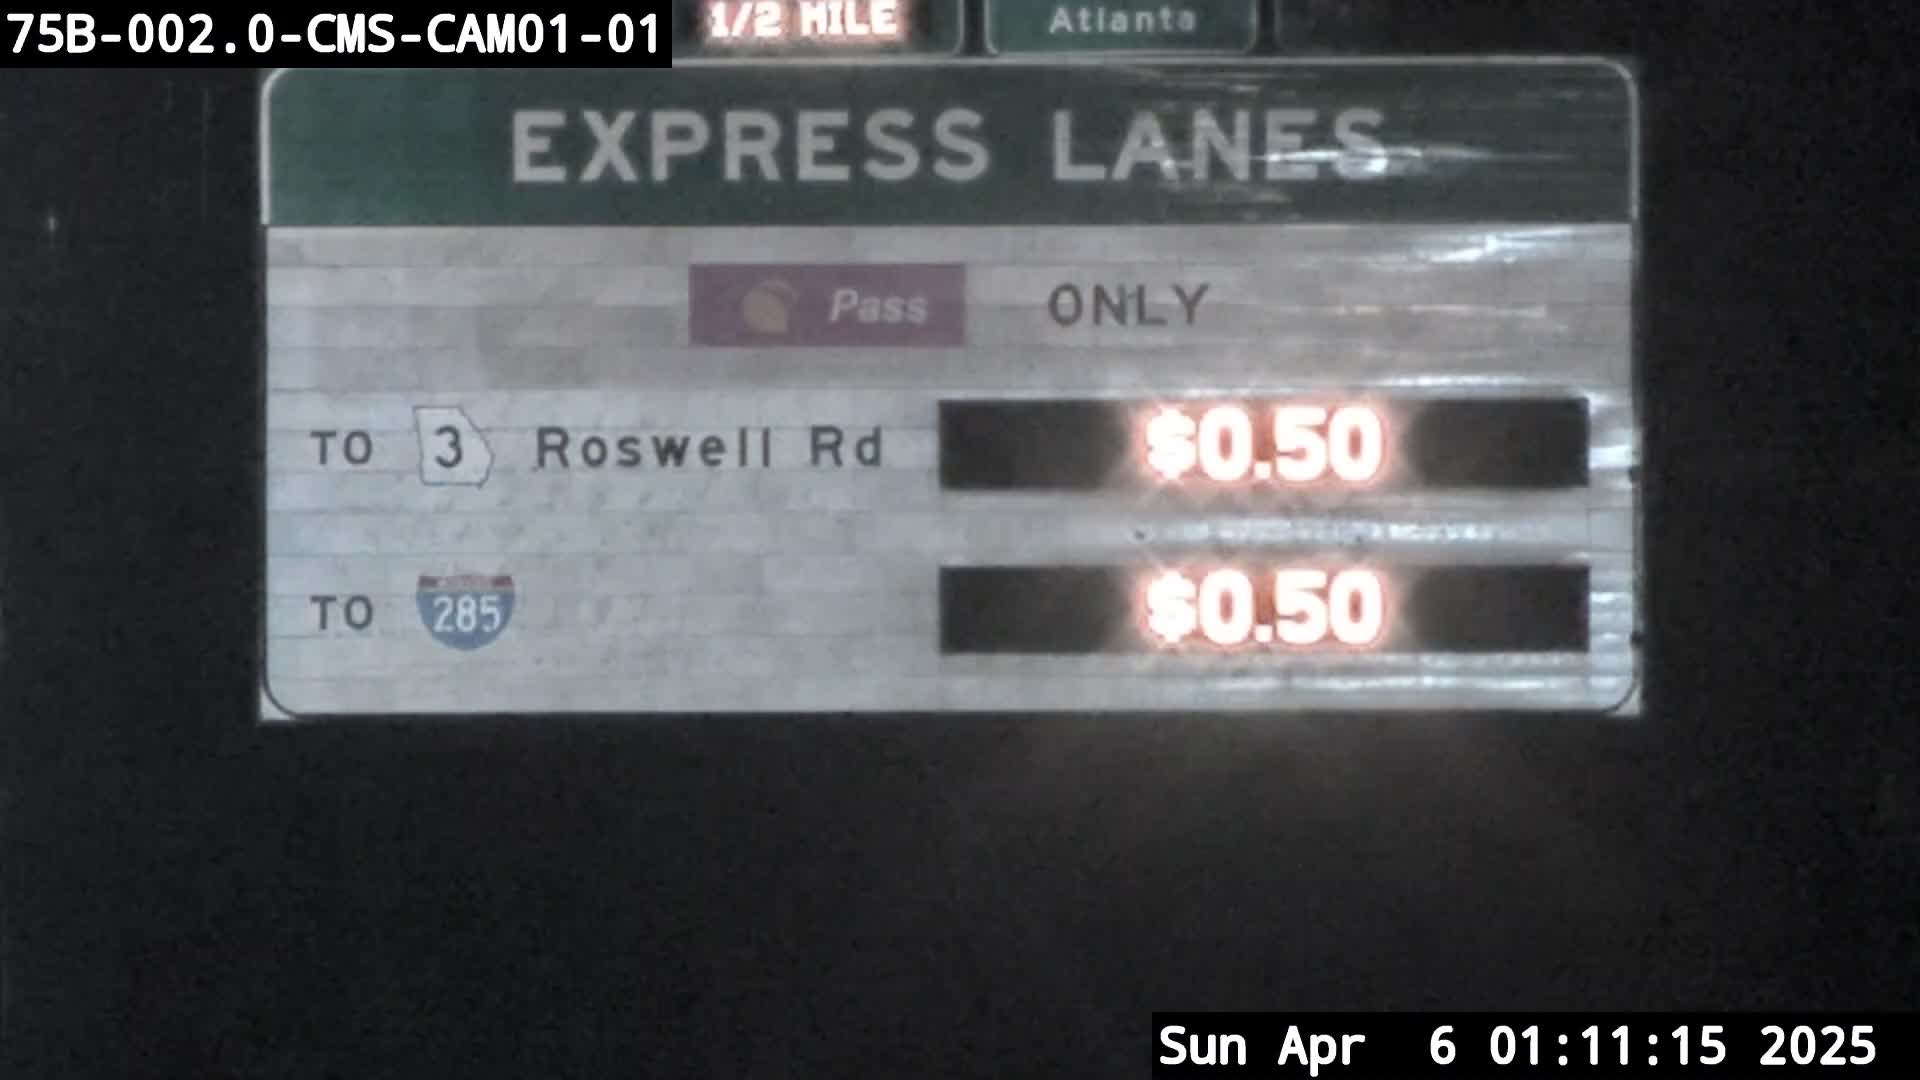 75B-002.0-CMS-CAM01-01
1/2 MILE
Atlanta
EXPRESS LANES
Pass ONLY
TO 3 Roswell Rd $0.50
TO 285 $0.50
Sun Apr 6 01:11:15 2025